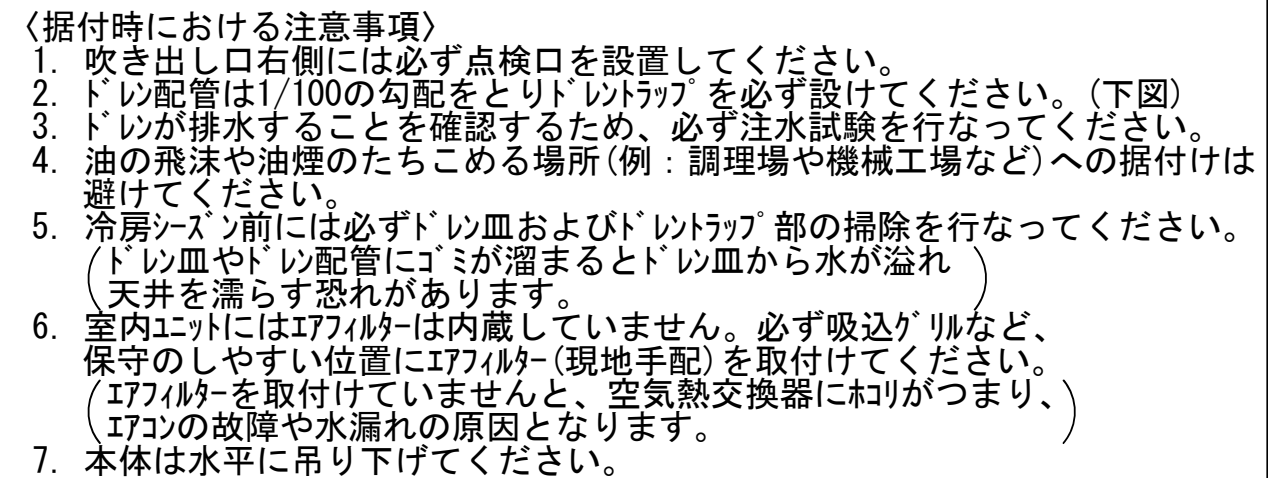 〈据付時における注意事項〉
1. 吹き出し口右側には必ず点検口を設置してください。
2. ﾄﾞﾚﾝ配管は1/100の勾配をとりﾄﾞﾚﾝﾄﾗｯﾌﾟを必ず設けてください。(下図)
3. ﾄﾞﾚﾝが排水することを確認するため、必ず注水試験を行なってください。
4. 油の飛沫や油煙のたちこめる場所(例：調理場や機械工場など)への据付けは
避けてください。
5. 冷房ｼｰｽﾞﾝ前には必ずﾄﾞﾚﾝ皿およびﾄﾞﾚﾝﾄﾗｯﾌﾟ部の掃除を行なってください。
(ﾄﾞﾚﾝ皿やﾄﾞﾚﾝ配管にｺﾞﾐが溜まるとﾄﾞﾚﾝ皿から水が溢れ
天井を濡らす恐れがあります。)
6. 室内ﾕﾆｯﾄにはｴｱﾌｨﾙﾀｰは内蔵していません。必ず吸込ｸﾞﾘﾙなど、
保守のしやすい位置にｴｱﾌｨﾙﾀｰ(現地手配)を取付けてください。
(ｴｱﾌｨﾙﾀｰを取付けていませんと、空気熱交換器にﾎｺﾘがつまり、
ｴｱｺﾝの故障や水漏れの原因となります。)
7. 本体は水平に吊り下げてください。